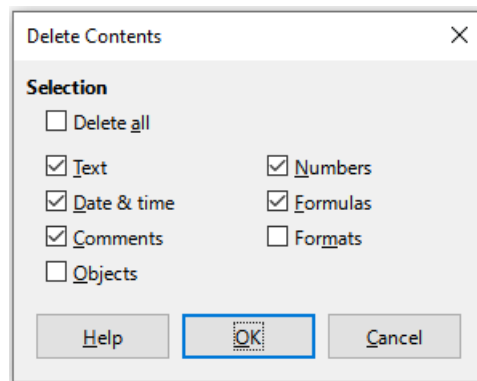 Delete Contents
Selection
Delete all
Text Numbers
Date & time Formulas
Comments Formats
Objects
Help OK Cancel